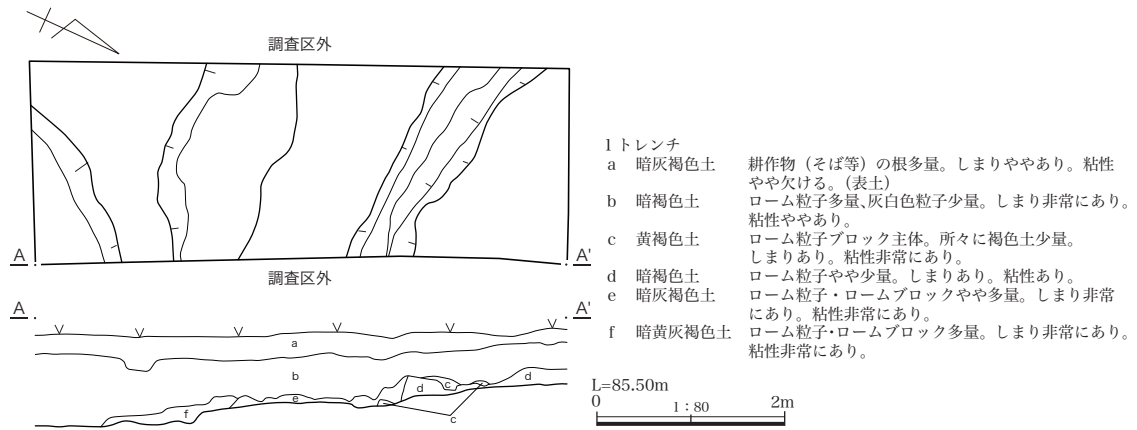 調査区外
A A'
調査区外
A A'
a
b
c
d
d
e
f
c
1 トレンチ
a 暗灰褐色土 耕作物（そば等）の根多量。しまりややあり。粘性
やや欠ける。（表土）
b 暗褐色土 ローム粒子多量、灰白色粒子少量。しまり非常にあり。
粘性ややあり。
c 黄褐色土 ローム粒子ブロック主体。所々に褐色土少量。
しまりあり。粘性非常にあり。
d 暗褐色土 ローム粒子やや少量。しまりあり。粘性あり。
e 暗灰褐色土 ローム粒子・ロームブロックやや多量。しまり非常
にあり。粘性非常にあり。
f 暗黄灰褐色土 ローム粒子・ロームブロック多量。しまり非常にあり。
粘性非常にあり。
L=85.50m
0 1：80 2m